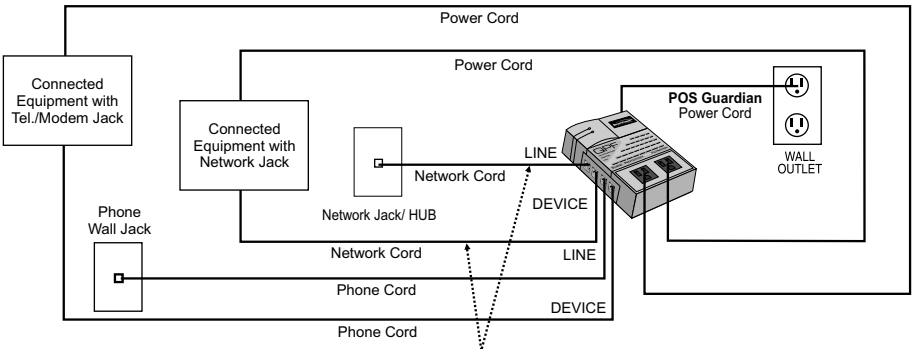 Power Cord
Power Cord
Connected
Equipment with
Tel./Modem Jack
Connected
Equipment with
Network Jack
POS Guardian
Power Cord
WALL
OUTLET
LINE
Network Cord
DEVICE
Network Jack/ HUB
Phone
Wall Jack
Network Cord
LINE
Phone Cord
DEVICE
Phone Cord